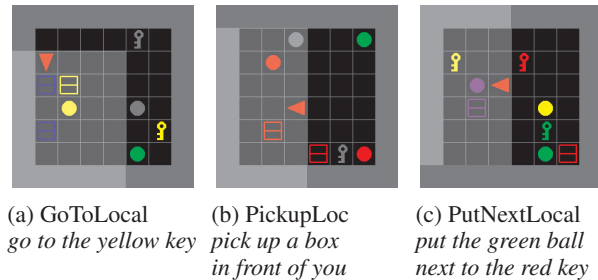 (a) GoToLocal
go to the yellow key
(b) PickupLoc
pick up a box
in front of you
(c) PutNextLocal
put the green ball
next to the red key